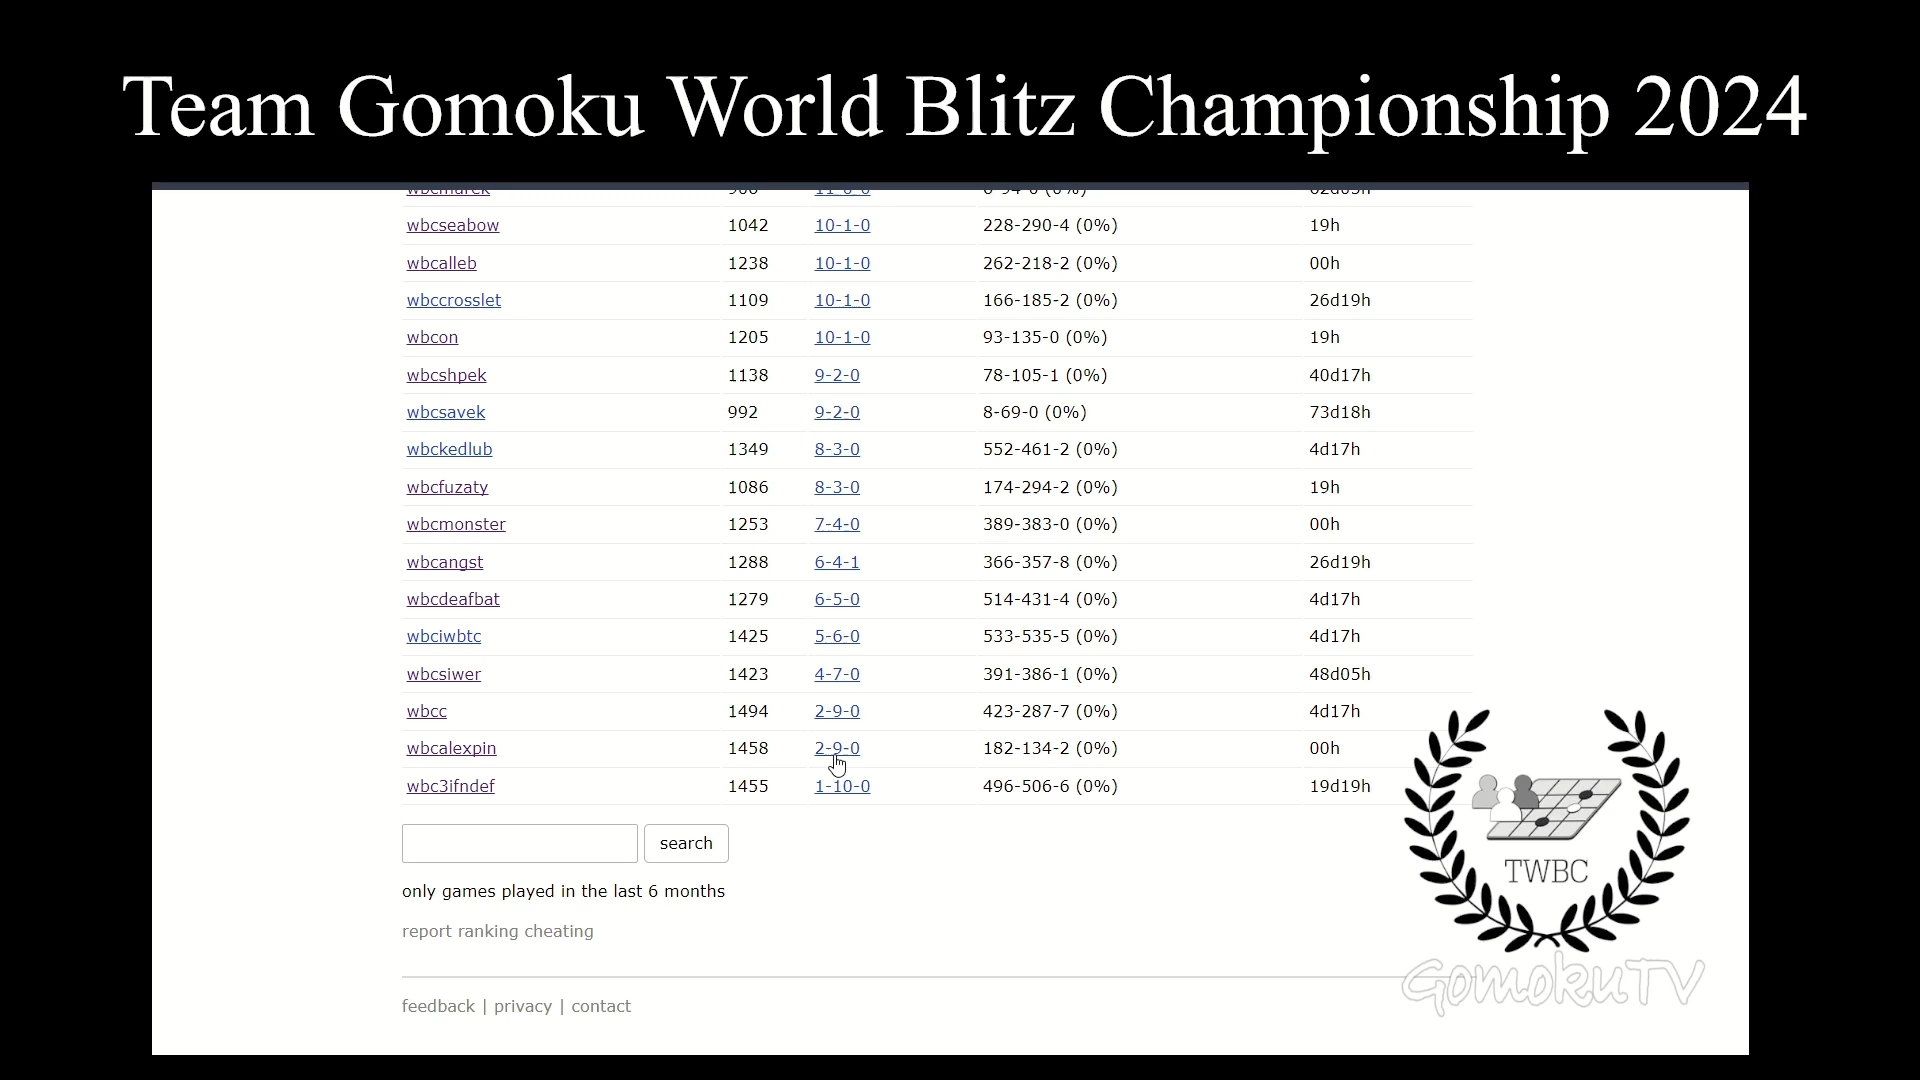 Team Gomoku World Blitz Championship 2024
wbcseabow 1042 10-1-0 228-290-4 (0%) 19h
wbcalleb 1238 10-1-0 262-218-2 (0%) 00h
wbccrosslet 1109 10-1-0 166-185-2 (0%) 26d19h
wbcon 1205 10-1-0 93-135-0 (0%) 19h
wbcshpek 1138 9-2-0 78-105-1 (0%) 40d17h
wbcsavek 992 9-2-0 8-69-0 (0%) 73d18h
wbckedlub 1349 8-3-0 552-461-2 (0%) 4d17h
wbcfuzaty 1086 8-3-0 174-294-2 (0%) 19h
wbcmonster 1253 7-4-0 389-383-0 (0%) 00h
wbcangst 1288 6-4-1 366-357-8 (0%) 26d19h
wbcdeafbat 1279 6-5-0 514-431-4 (0%) 4d17h
wbciwbtc 1425 5-6-0 533-535-5 (0%) 4d17h
wbcsiwer 1423 4-7-0 391-386-1 (0%) 48d05h
wbcc 1494 2-9-0 423-287-7 (0%) 4d17h
wbcalexpin 1458 2-9-0 182-134-2 (0%) 00h
wbc3ifndef 1455 1-10-0 496-506-6 (0%) 19d19h
search
only games played in the last 6 months
report ranking cheating
feedback | privacy | contact
TWBC
GomokuTV